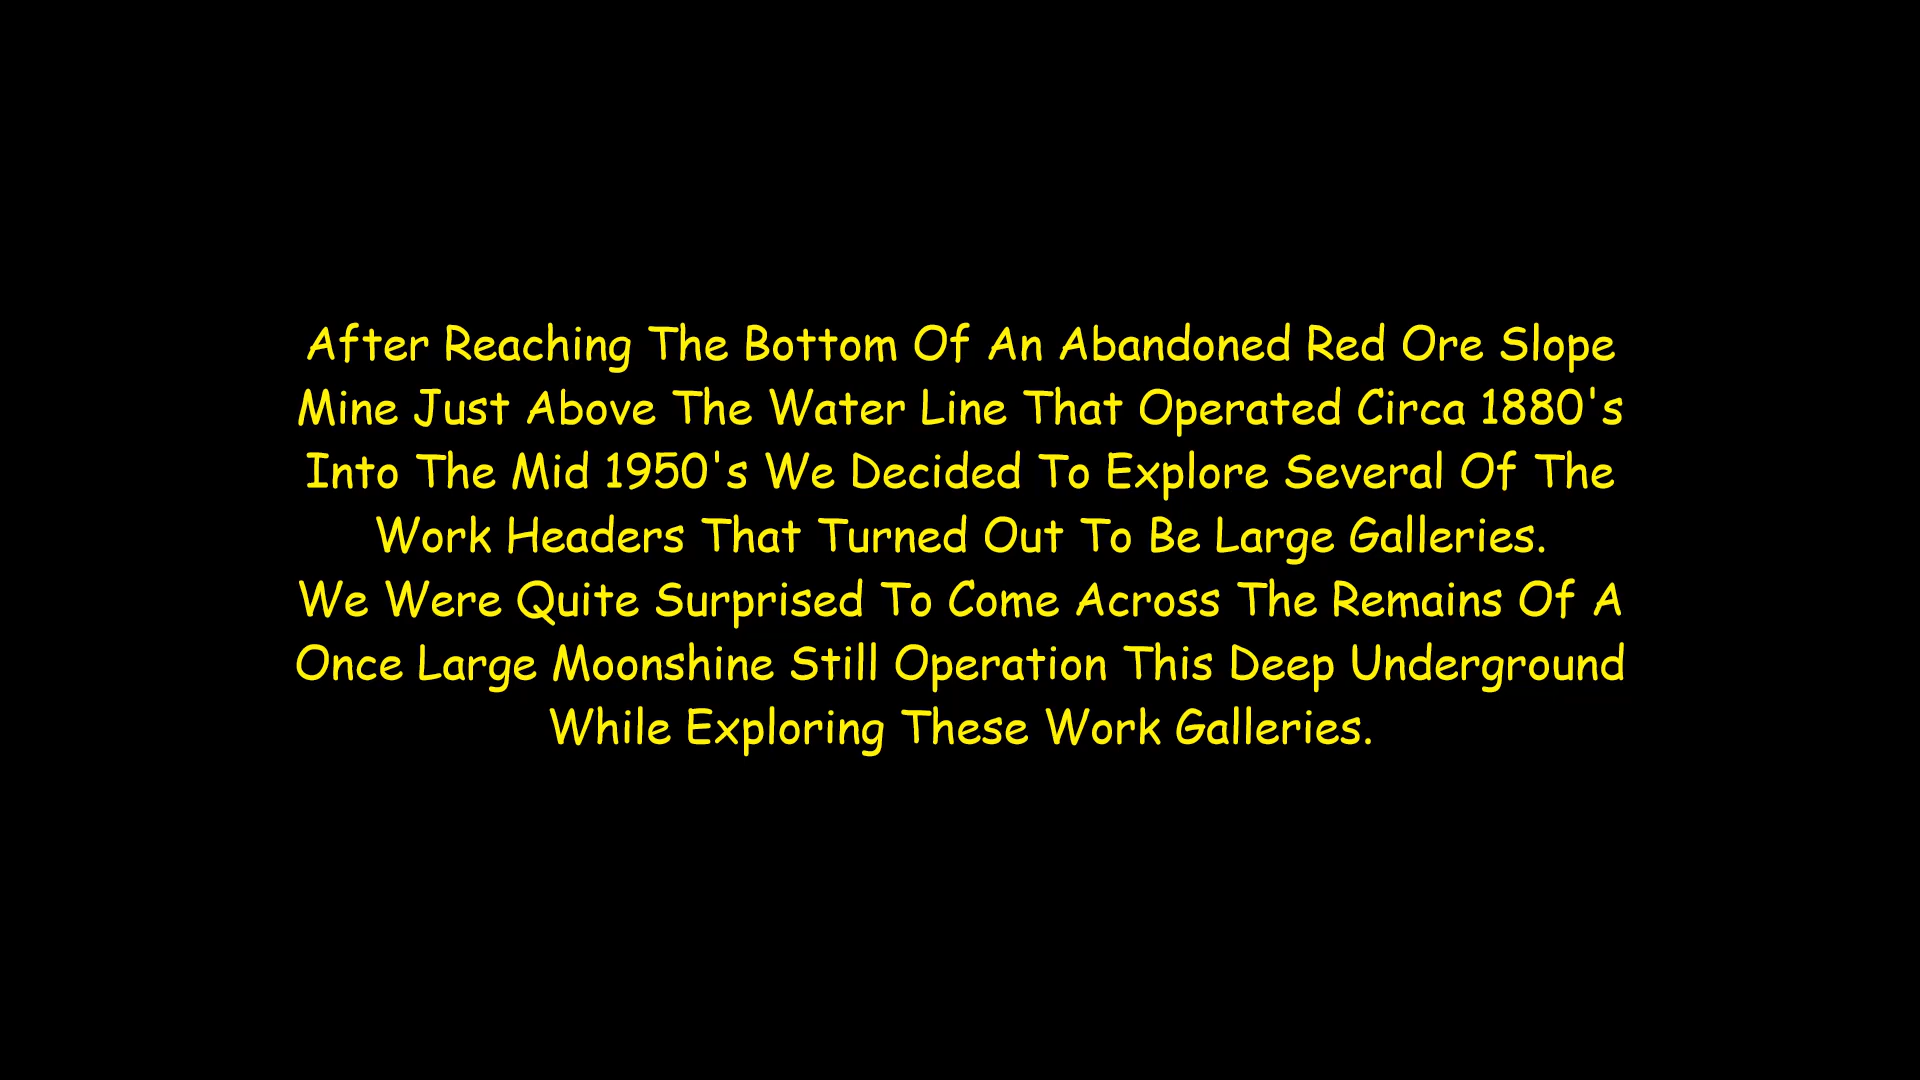 After Reaching The Bottom Of An Abandoned Red Ore Slope
Mine Just Above The Water Line That Operated Circa 1880's
Into The Mid 1950's We Decided To Explore Several Of The
Work Headers That Turned Out To Be Large Galleries.
We Were Quite Surprised To Come Across The Remains Of A
Once Large Moonshine Still Operation This Deep Underground
While Exploring These Work Galleries.